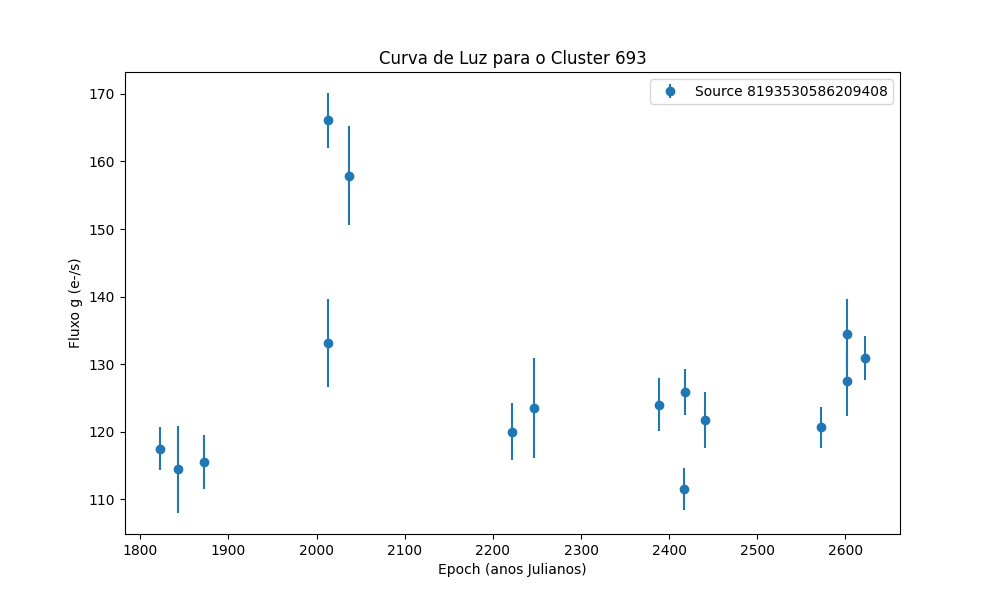 Curva de Luz para o Cluster 693
Source 8193530586209408
Fluxo g (e-/s)
170
160
150
140
130
120
110
1800 1900 2000 2100 2200 2300 2400 2500 2600
Epoch (anos Julianos)